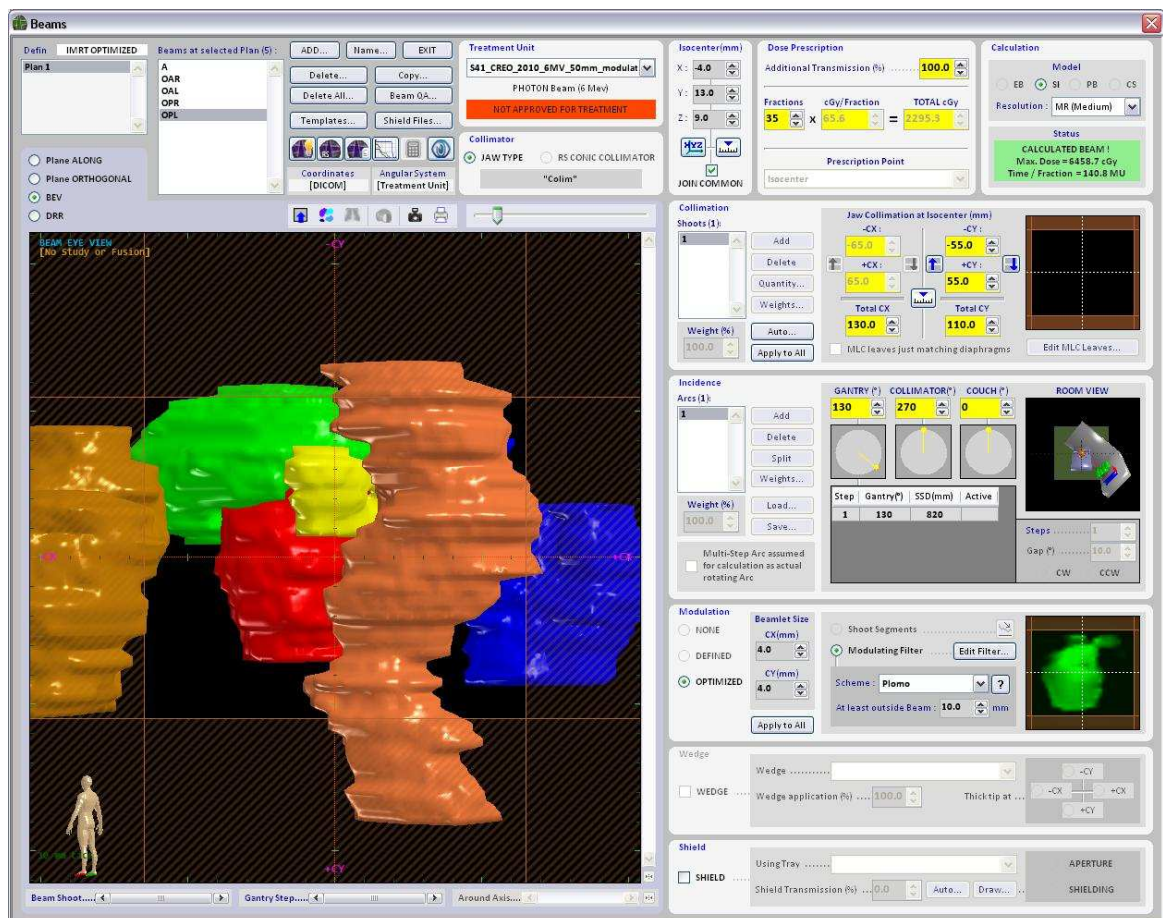 Beams
Defin IMRT OPTIMIZED
Plan 1
Beams at selected Plan (5) :
A
OAR
OAL
OPR
OPL
ADD... Name... EXIT
Delete... Copy...
Delete All... Beam QA...
Templates... Shield Files...
Coordinates Angular System
[DICOM] [Treatment Unit]
Plane ALONG
Plane ORTHOGONAL
BEV
DRR
Treatment Unit
S41_CREO_2010_6MV_50mm_modulat
PHOTON Beam (6 Mev)
NOT APPROVED FOR TREATMENT
Collimator
JAW TYPE RS CONIC COLLIMATOR
"Colim"
Isocenter(mm)
X : -4.0
Y : 13.0
Z : 9.0
XYZ
JOIN COMMON
Dose Prescription
Additional Transmission (%) ....... 100.0
Fractions cGy/Fraction TOTAL cGy
35 x 65.6 = 2295.3
Prescription Point
Isocenter
Calculation
Model
EB SI PB CS
Resolution : MR (Medium)
Status
CALCULATED BEAM !
Max. Dose = 6458.7 cGy
Time / Fraction = 140.8 MU
BEAM EYE VIEW
[No Study or Fusion]
-CY
-CX
+CX
+CY
Beam Shoot.... Gantry Step.... Around Axis....
Collimation
Shoots (1):
1
Add
Delete
Quantity...
Weights...
Weight (%)
100.0
Auto...
Apply to All
Jaw Collimation at Isocenter (mm)
-CX : -CY :
-65.0 -55.0
+CX : +CY :
65.0 55.0
Total CX Total CY
130.0 110.0
MLC leaves just matching diaphragms
Edit MLC Leaves...
Incidence
Arcs (1):
1
Add
Delete
Split
Weights...
Weight (%)
100.0
Load...
Save...
Multi-Step Arc assumed
for calculation as actual
rotating Arc
GANTRY (°) COLLIMATOR(°) COUCH (°)
130 270 0
Step Gantry(°) SSD(mm) Active
1 130 820
ROOM VIEW
Steps .......... 1
Gap (°) ....... 10.0
CW CCW
Modulation
NONE
DEFINED
OPTIMIZED
Beamlet Size
CX(mm)
4.0
CY(mm)
4.0
Apply to All
Shoot Segments
Modulating Filter ...... Edit Filter...
Scheme : Plomo ?
At least outside Beam : 10.0 mm
Wedge
WEDGE ....
Wedge ..........
Wedge application (%) .... 100.0 Thick tip at ...
-CY
-CX +CX
+CY
Shield
SHIELD ....
Using Tray .......
Shield Transmission (%) ..0.0 Auto... Draw... ..
APERTURE
SHIELDING